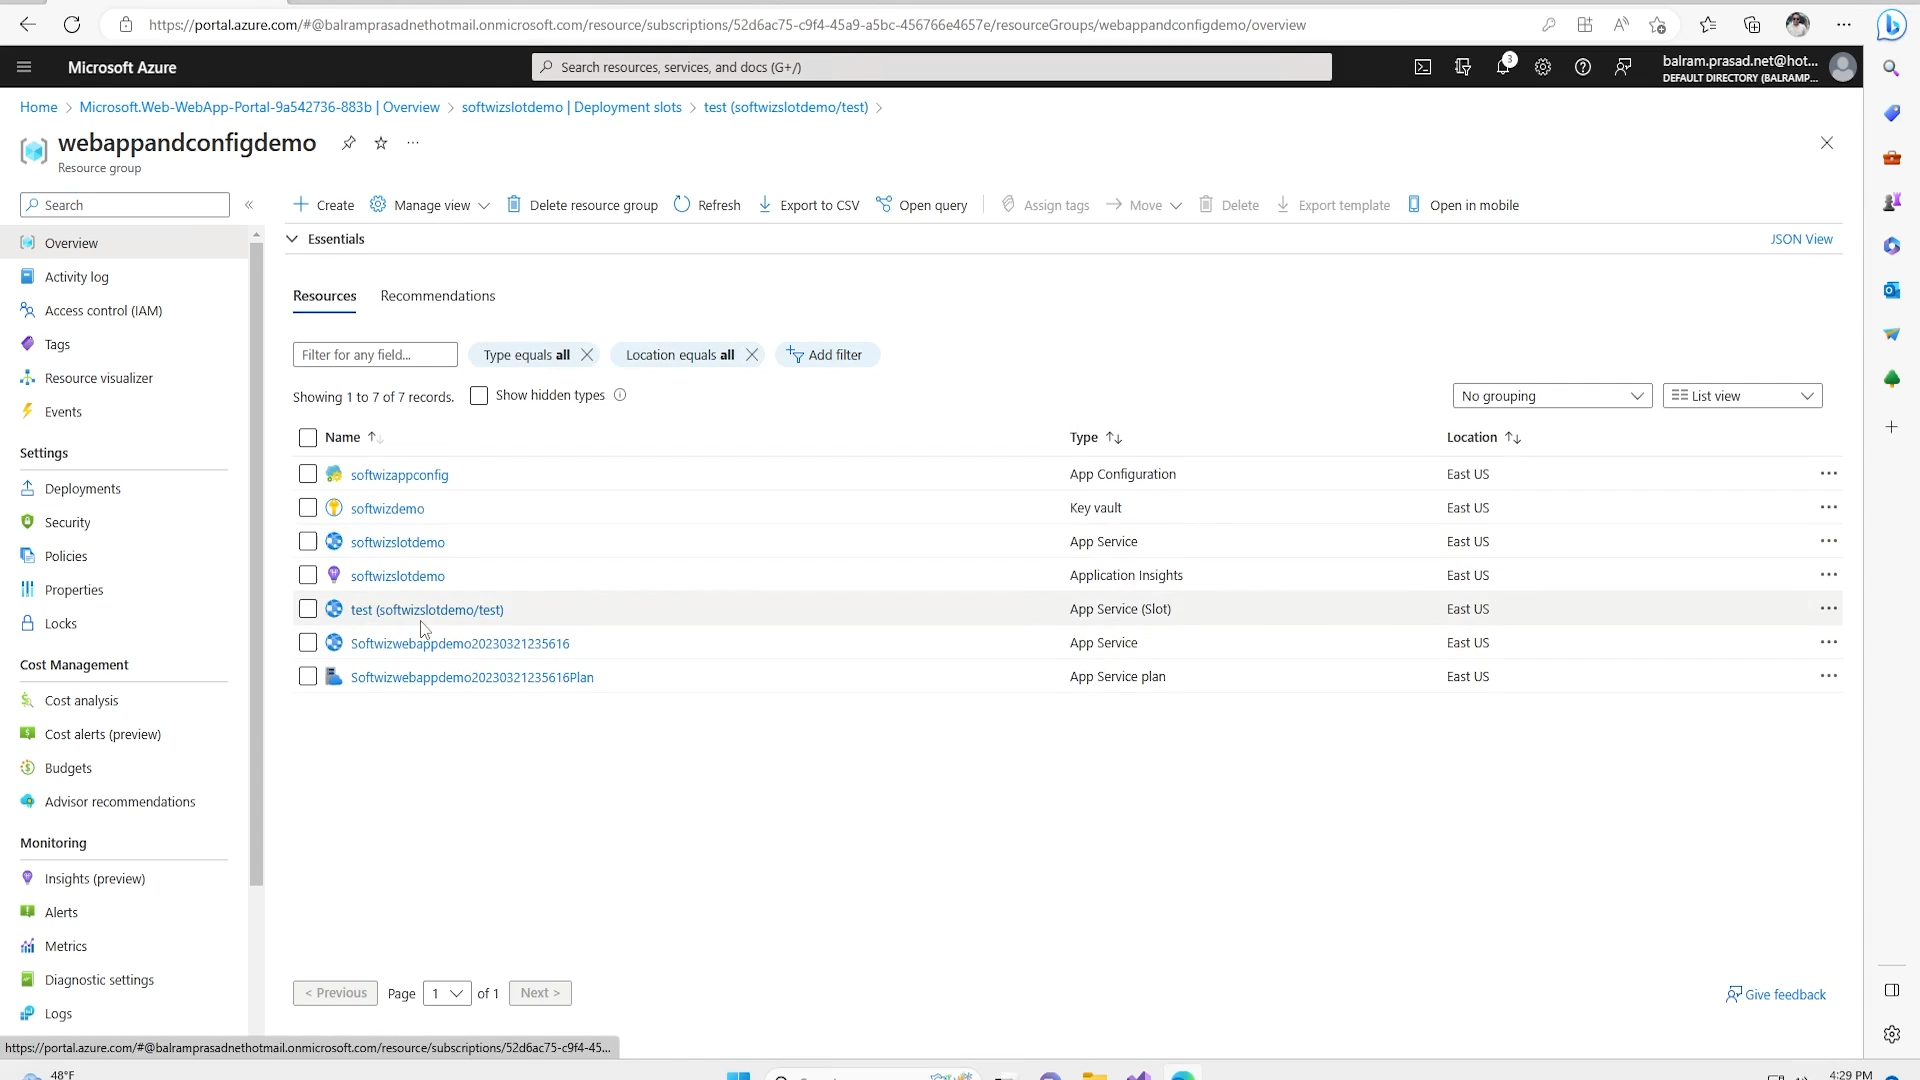 https://portal.azure.com/#@balramprasadnethotmail.onmicrosoft.com/resource/subscriptions/52d6ac75-c9f4-45a9-a5bc-456766e4657e/resourceGroups/webappandconfigdemo/overview
Microsoft Azure
Search resources, services, and docs (G+/)
3
balram.prasad.net@hot...
DEFAULT DIRECTORY (BALRAMP...
Home > Microsoft.Web-WebApp-Portal-9a542736-883b | Overview > softwizslotdemo | Deployment slots > test (softwizslotdemo/test) >
webappandconfigdemo
Resource group
Search
Create Manage view Delete resource group Refresh Export to CSV Open query Assign tags Move Delete Export template Open in mobile
Overview
Activity log
Access control (IAM)
Tags
Resource visualizer
Events
Settings
Deployments
Security
Policies
Properties
Locks
Cost Management
Cost analysis
Cost alerts (preview)
Budgets
Advisor recommendations
Monitoring
Insights (preview)
Alerts
Metrics
Diagnostic settings
Logs
Essentials
JSON View
Resources Recommendations
Filter for any field... Type equals all Location equals all Add filter
Showing 1 to 7 of 7 records. Show hidden types
No grouping List view
Name Type Location
softwizappconfig App Configuration East US
softwizdemo Key vault East US
softwizslotdemo App Service East US
softwizslotdemo Application Insights East US
test (softwizslotdemo/test) App Service (Slot) East US
Softwizwebappdemo20230321235616 App Service East US
Softwizwebappdemo20230321235616Plan App Service plan East US
< Previous Page 1 of 1 Next >
Give feedback
https://portal.azure.com/#@balramprasadnethotmail.onmicrosoft.com/resource/subscriptions/52d6ac75-c9f4-45...
48°F
4:29 PM